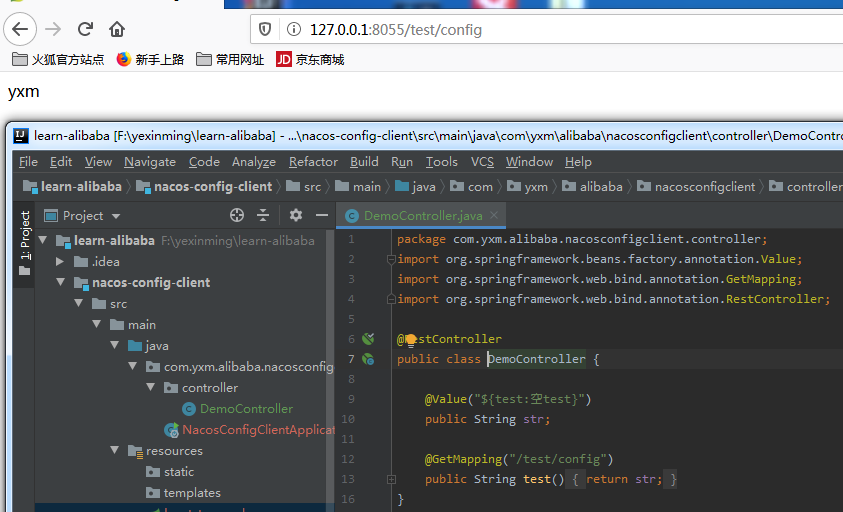 127.0.0.1:8055/test/config
火狐官方站点 新手上路 常用网址 JD 京东商城
yxm
IJ learn-alibaba [F:\yexinming\learn-alibaba] - ...\nacos-config-client\src\main\java\com\yxm\alibaba\nacosconfigclient\controller\DemoContro
File Edit View Navigate Code Analyze Refactor Build Run Tools VCS Window Help
learn-alibaba nacos-config-client src main java com yxm alibaba nacosconfigclient controller
1: Project
Project
DemoController.java
learn-alibaba F:\yexinming\learn-alibaba
.idea
nacos-config-client
src
main
java
com.yxm.alibaba.nacosconfig
controller
DemoController
NacosConfigClientApplica
resources
static
templates
1 package com.yxm.alibaba.nacosconfigclient.controller;
2 import org.springframework.beans.factory.annotation.Value;
3 import org.springframework.web.bind.annotation.GetMapping;
4 import org.springframework.web.bind.annotation.RestController;
5
6 @RestController
7 public class DemoController {
8
9 @Value("${test:空test}")
10 public String str;
11
12 @GetMapping("/test/config")
13 public String test() { return str; }
16 }